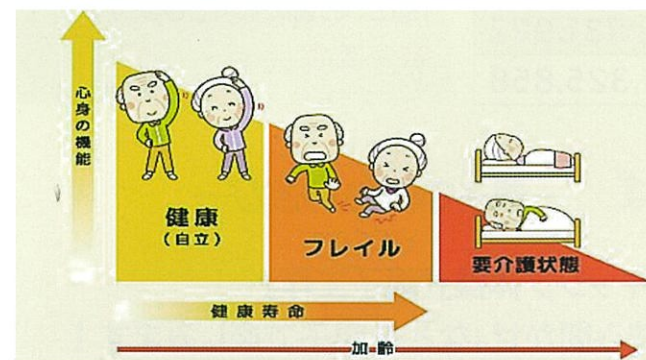 心身の機能
健康
（自立）
フレイル
要介護状態
健康寿命
加齢